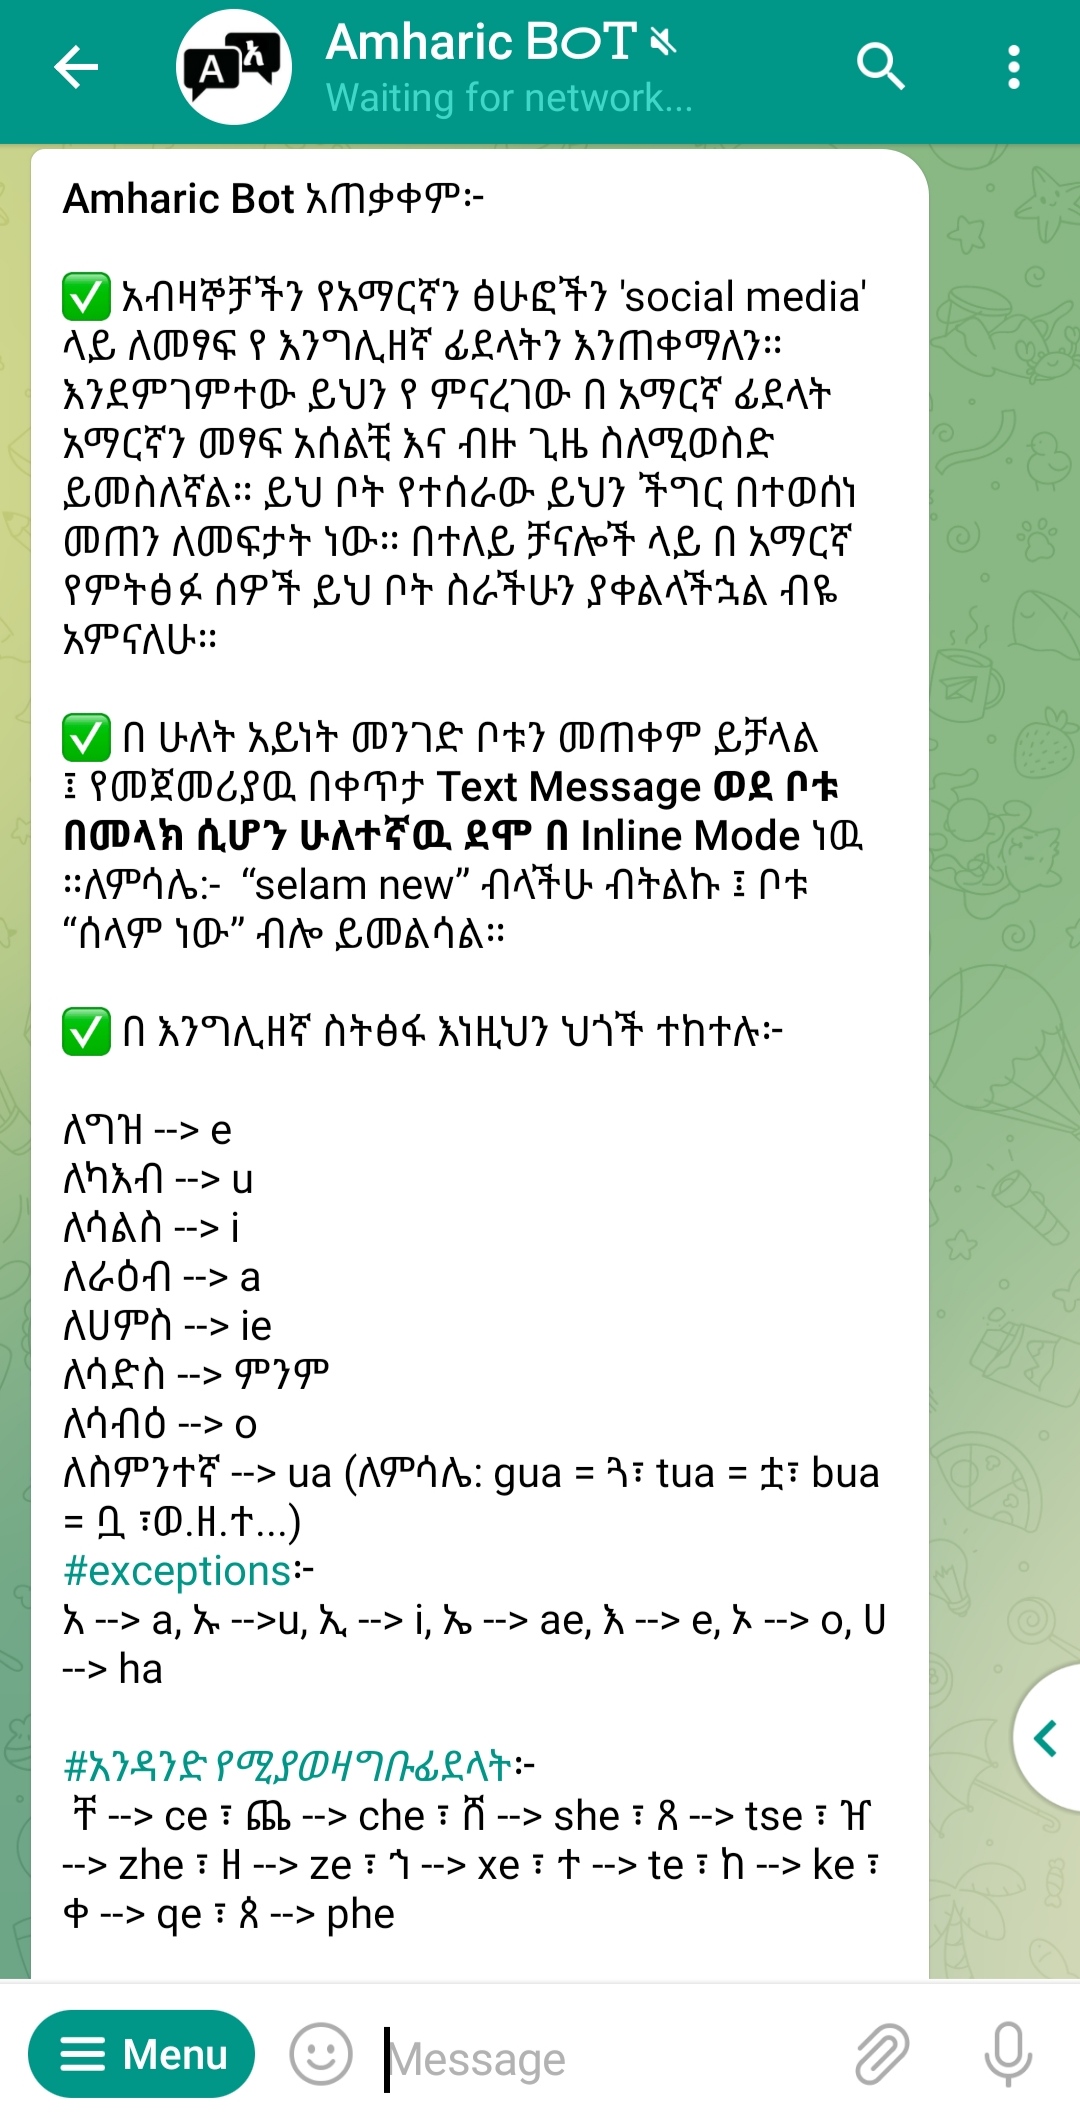 Amharic BOT
Waiting for network...
Amharic Bot አጠቃቀም፦
✅ አብዛኞቻችን የአማርኛን ፅሁፎችን 'social media'
ላይ ለመፃፍ የ እንግሊዘኛ ፊደላትን እንጠቀማለን።
እንደምገምተው ይህን የ ምናረገው በ አማርኛ ፊደላት
አማርኛን መፃፍ አሰልቺ እና ብዙ ጊዜ ስለሚወስድ
ይመስለኛል። ይህ ቦት የተሰራው ይህን ችግር በተወሰነ
መጠን ለመፍታት ነው። በተለይ ቻናሎች ላይ በ አማርኛ
የምትፅፉ ሰዎች ይህ ቦት ስራችሁን ያቀልላችኋል ብዬ
አምናለሁ።
✅ በ ሁለት አይነት መንገድ ቦቱን መጠቀም ይቻላል
፤ የመጀመሪያዉ በቀጥታ Text Message ወደ ቦቱ
በመላክ ሲሆን ሁለተኛዉ ደሞ በ Inline Mode ነዉ
።ለምሳሌ:- “selam new” ብላችሁ ብትልኩ ፤ ቦቱ
“ሰላም ነው” ብሎ ይመልሳል።
✅ በ እንግሊዘኛ ስትፅፋ እነዚህን ህጎች ተከተሉ፦
ለግዝ --> e
ለካእብ --> u
ለሳልስ --> i
ለራዕብ --> a
ለሀምስ --> ie
ለሳድስ --> ምንም
ለሳብዕ --> o
ለስምንተኛ --> ua (ለምሳሌ: gua = ጓ፣ tua = ቷ፣ bua
= ቧ ፣ወ.ዘ.ተ...)
#exceptions፦
አ --> a, ኡ -->u, ኢ --> i, ኤ --> ae, እ --> e, ኦ --> o, ሀ
--> ha
#አንዳንድ የሚያወዛግቡፊደላት፦
ቸ --> ce ፣ ጨ --> che ፣ ሸ --> she ፣ ጸ --> tse ፣ ዠ
--> zhe ፣ ዘ --> ze ፣ ኀ --> xe ፣ ተ --> te ፣ ከ --> ke ፣
ቀ --> qe ፣ ጰ --> phe
Menu
Message